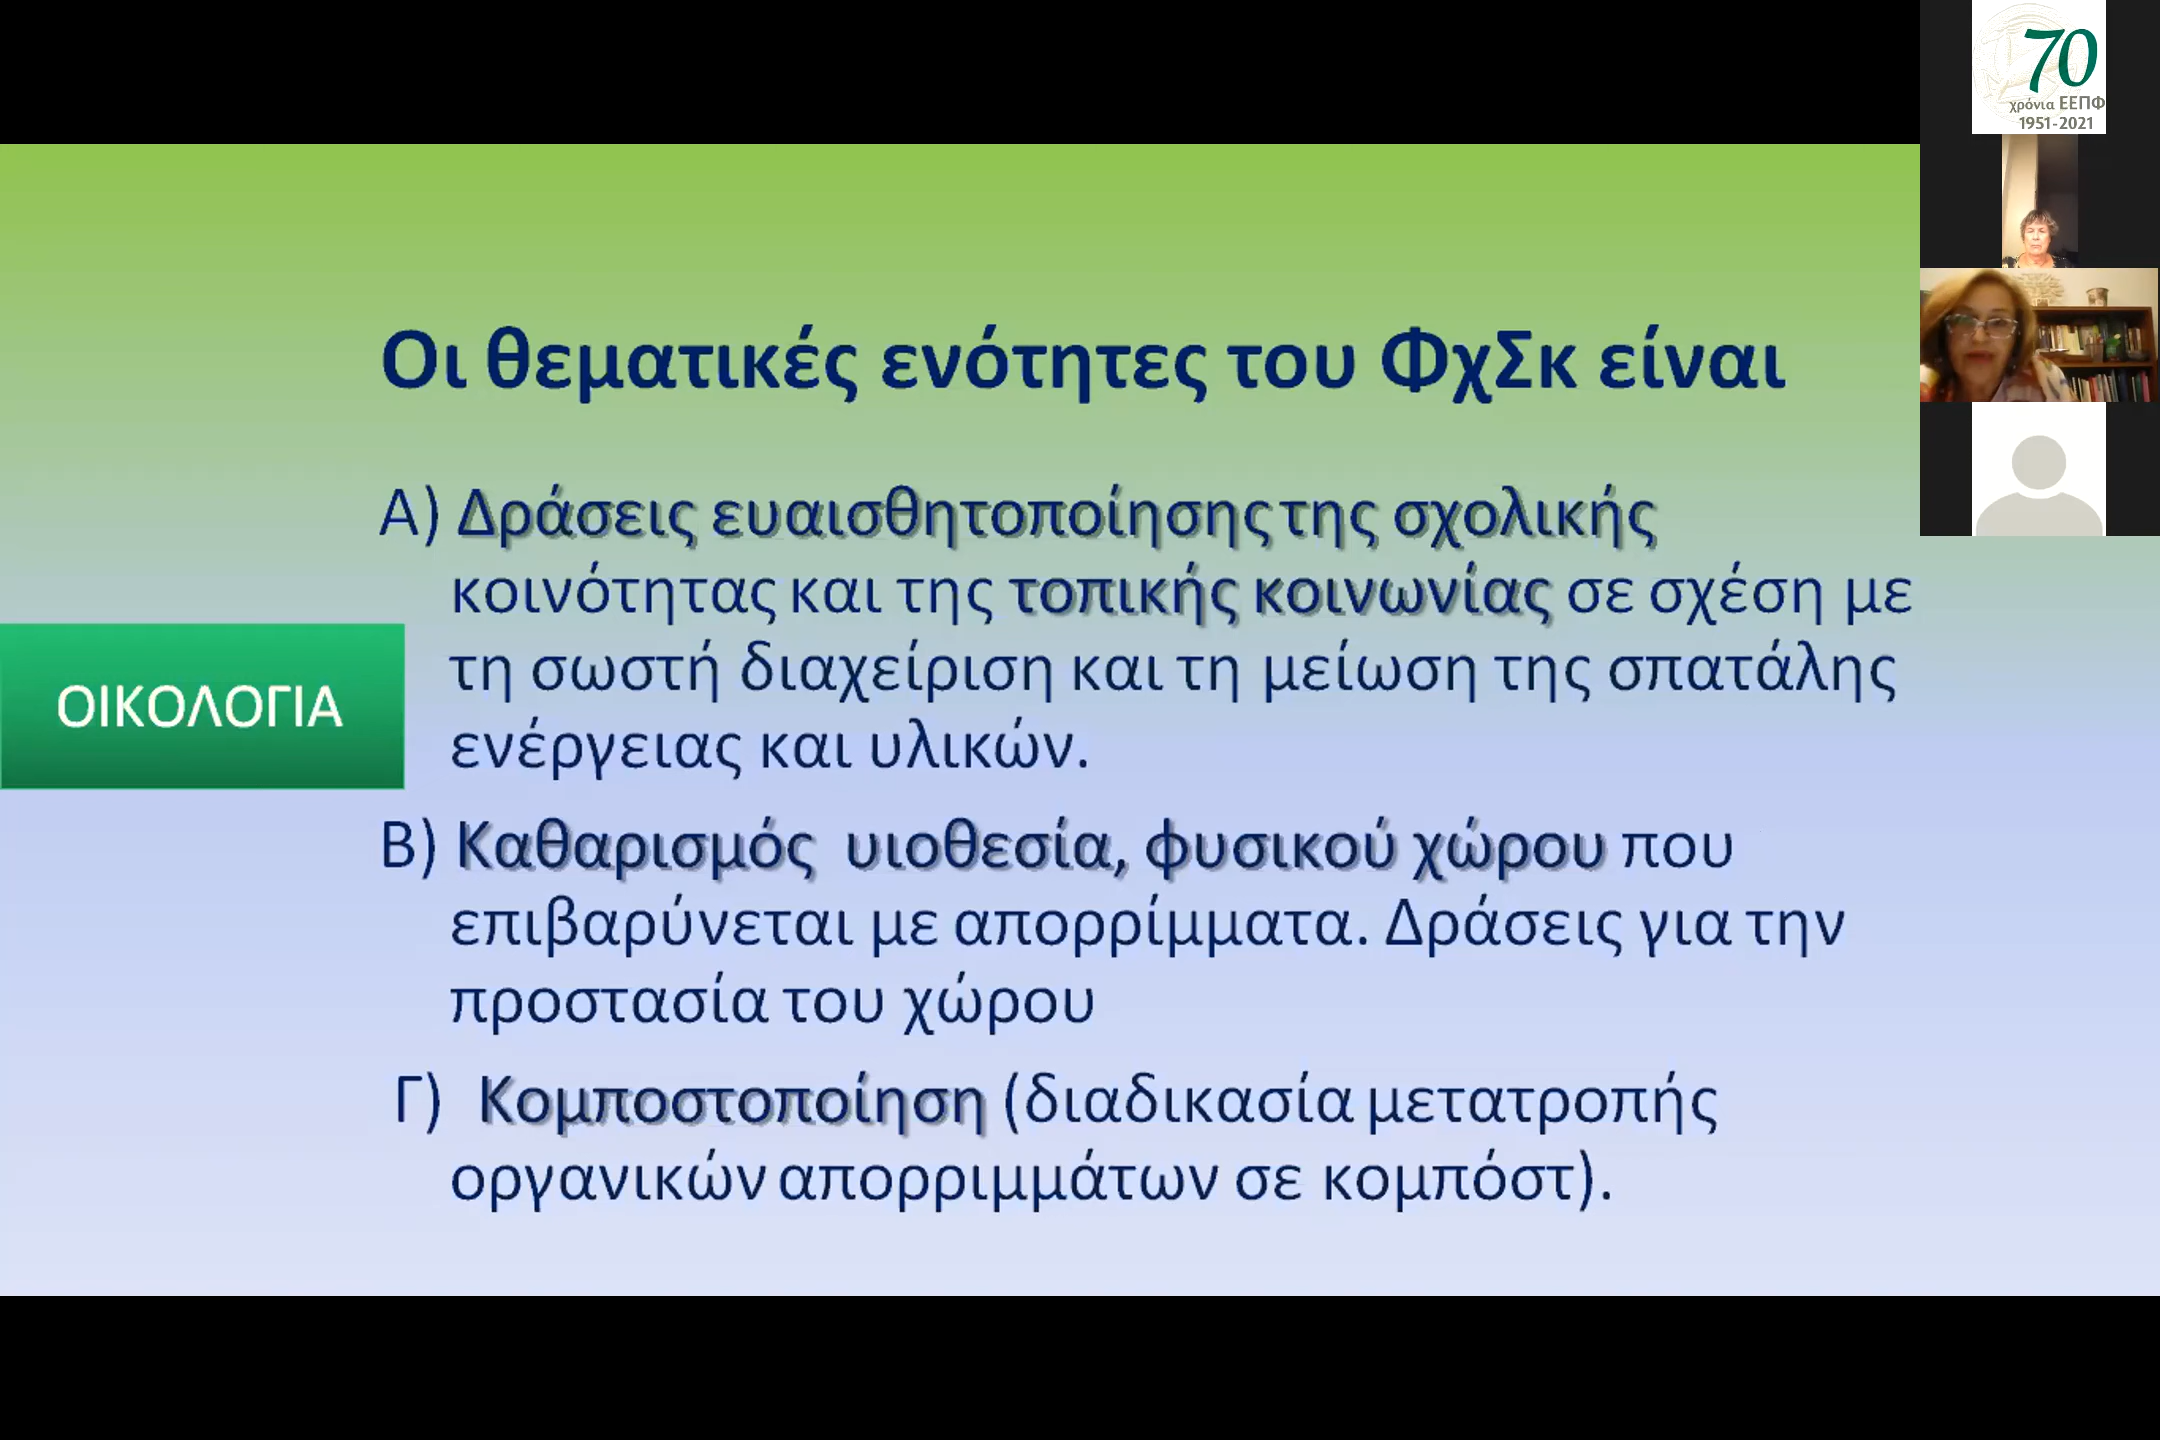 70
χρόνια ΕΕΠΦ
1951-2021
Οι θεματικές ενότητες του ΦχΣκ είναι
Α) Δράσεις ευαισθητοποίησης της σχολικής
κοινότητας και της τοπικής κοινωνίας σε σχέση με
τη σωστή διαχείριση και τη μείωση της σπατάλης
ενέργειας και υλικών.
ΟΙΚΟΛΟΓΙΑ
Β) Καθαρισμός υιοθεσία, φυσικού χώρου που
επιβαρύνεται με απορρίμματα. Δράσεις για την
προστασία του χώρου
Γ) Κομποστοποίηση (διαδικασία μετατροπής
οργανικών απορριμμάτων σε κομπόστ).